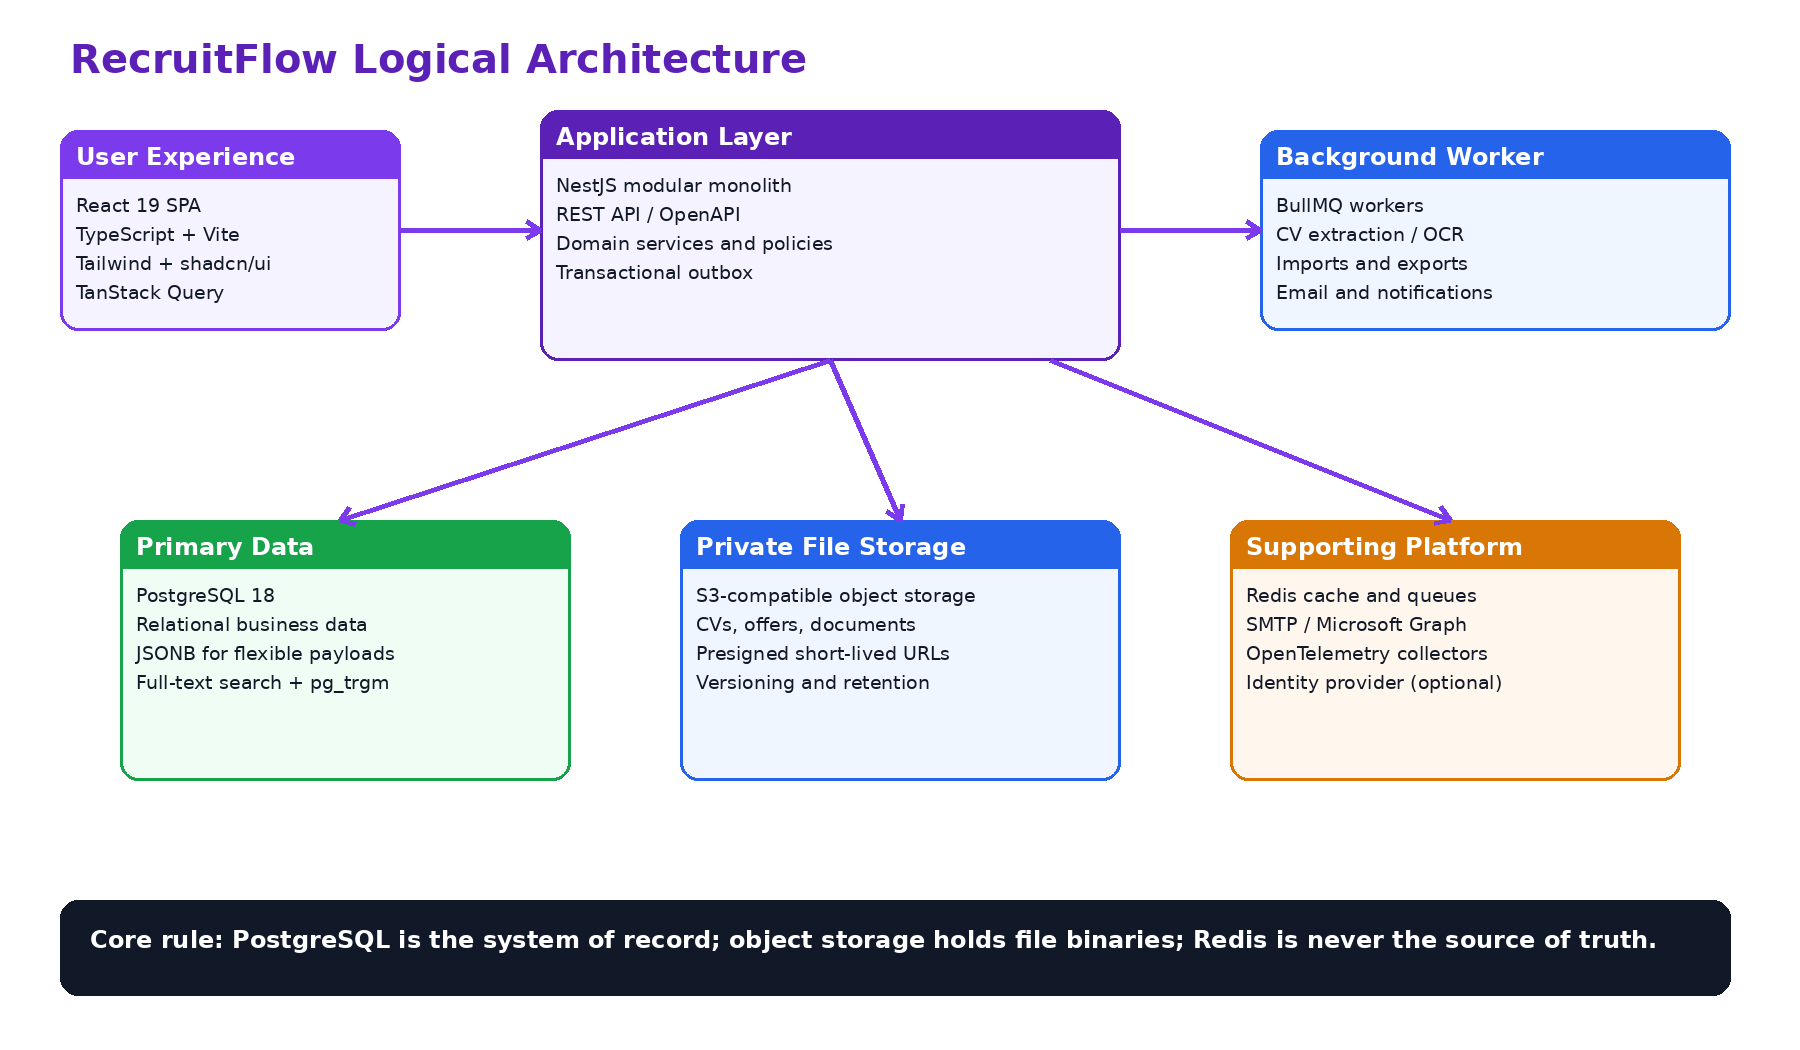 RecruitFlow Logical Architecture
User Experience
React 19 SPA
TypeScript + Vite
Tailwind + shadcn/ui
TanStack Query
Application Layer
NestJS modular monolith
REST API / OpenAPI
Domain services and policies
Transactional outbox
Background Worker
BullMQ workers
CV extraction / OCR
Imports and exports
Email and notifications
Primary Data
PostgreSQL 18
Relational business data
JSONB for flexible payloads
Full-text search + pg_trgm
Private File Storage
S3-compatible object storage
CVs, offers, documents
Presigned short-lived URLs
Versioning and retention
Supporting Platform
Redis cache and queues
SMTP / Microsoft Graph
OpenTelemetry collectors
Identity provider (optional)
Core rule: PostgreSQL is the system of record; object storage holds file binaries; Redis is never the source of truth.